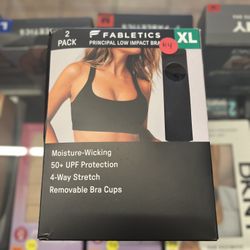 2
PACK
FABLETICS
PRINCIPAL LOW IMPACT BRA
XL
Moisture-Wicking
50+ UPF Protection
4-Way Stretch
Removable Bra Cups